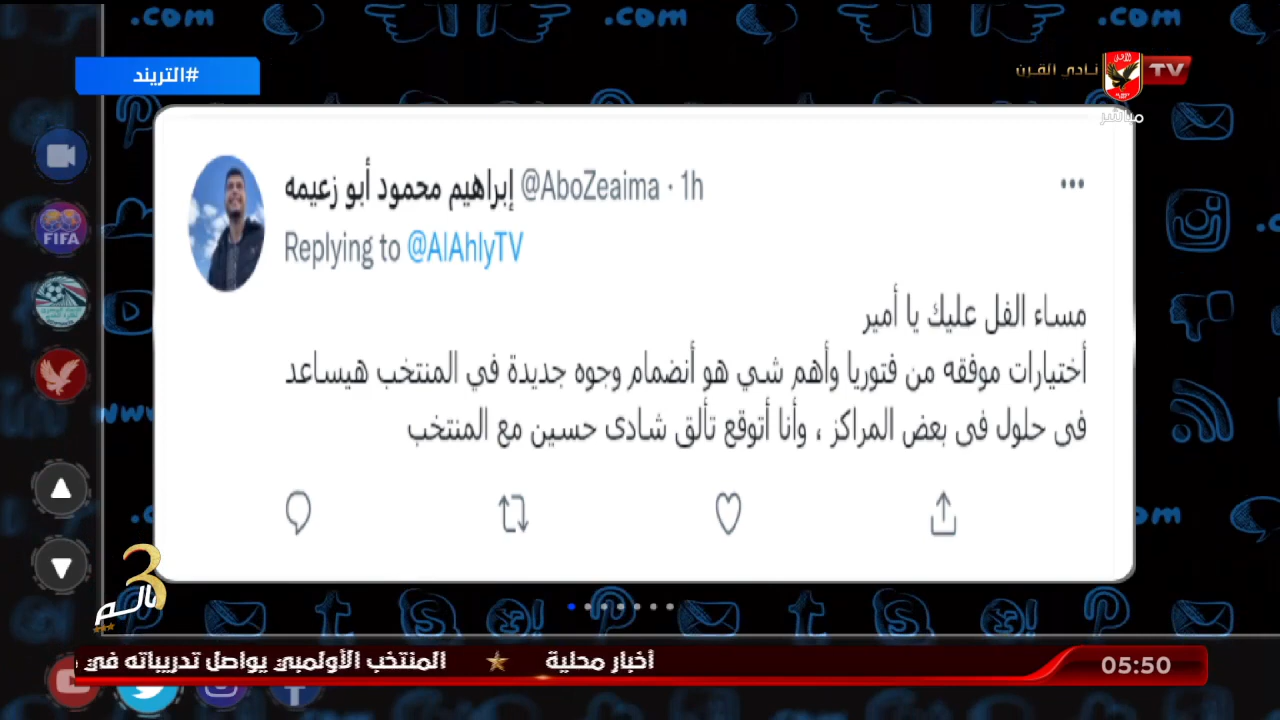 .com
.com
.com
#التريند
نادي القرن
TV
مباشر
إبراهيم محمود أبو زعيمه @AboZeaima · 1h
Replying to @AlAhlyTV
مساء الفل عليك يا أمير
أختيارات موفقه من فتوريا وأهم شي هو أنضمام وجوه جديدة في المنتخب هيساعد
فى حلول فى بعض المراكز ، وأنا أتوقع تألق شادى حسين مع المنتخب
FIFA
www
أخبار محلية
المنتخب الأولمبي يواصل تدريباته في
05:50